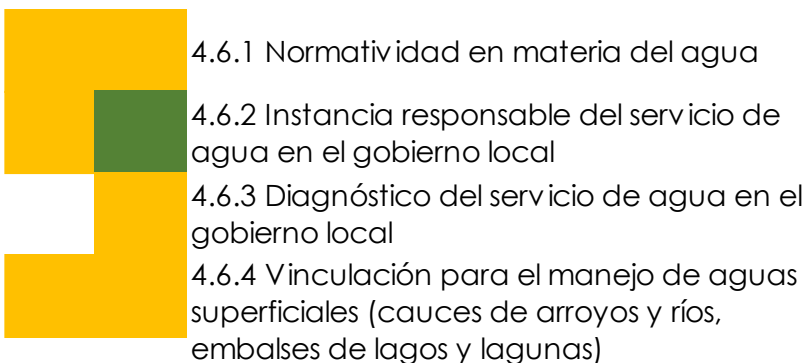 4.6.1 Normatividad en materia del agua
4.6.2 Instancia responsable del servicio de
agua en el gobierno local
4.6.3 Diagnóstico del servicio de agua en el
gobierno local
4.6.4 Vinculación para el manejo de aguas
superficiales (cauces de arroyos y ríos,
embalses de lagos y lagunas)